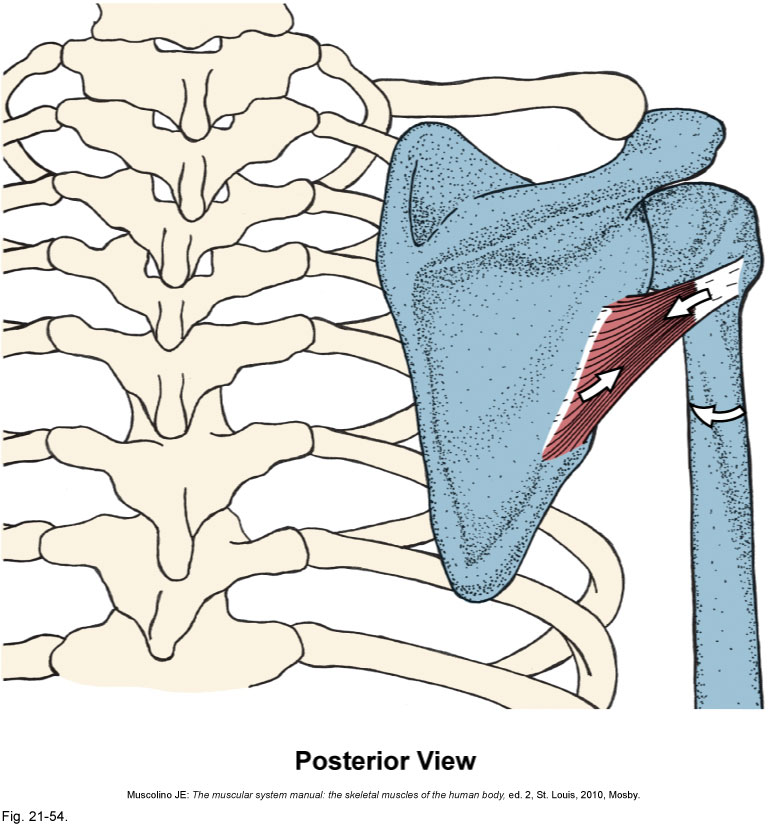 Posterior View
Muscolino JE: The muscular system manual: the skeletal muscles of the human body, ed. 2, St. Louis, 2010, Mosby.
Fig. 21-54.